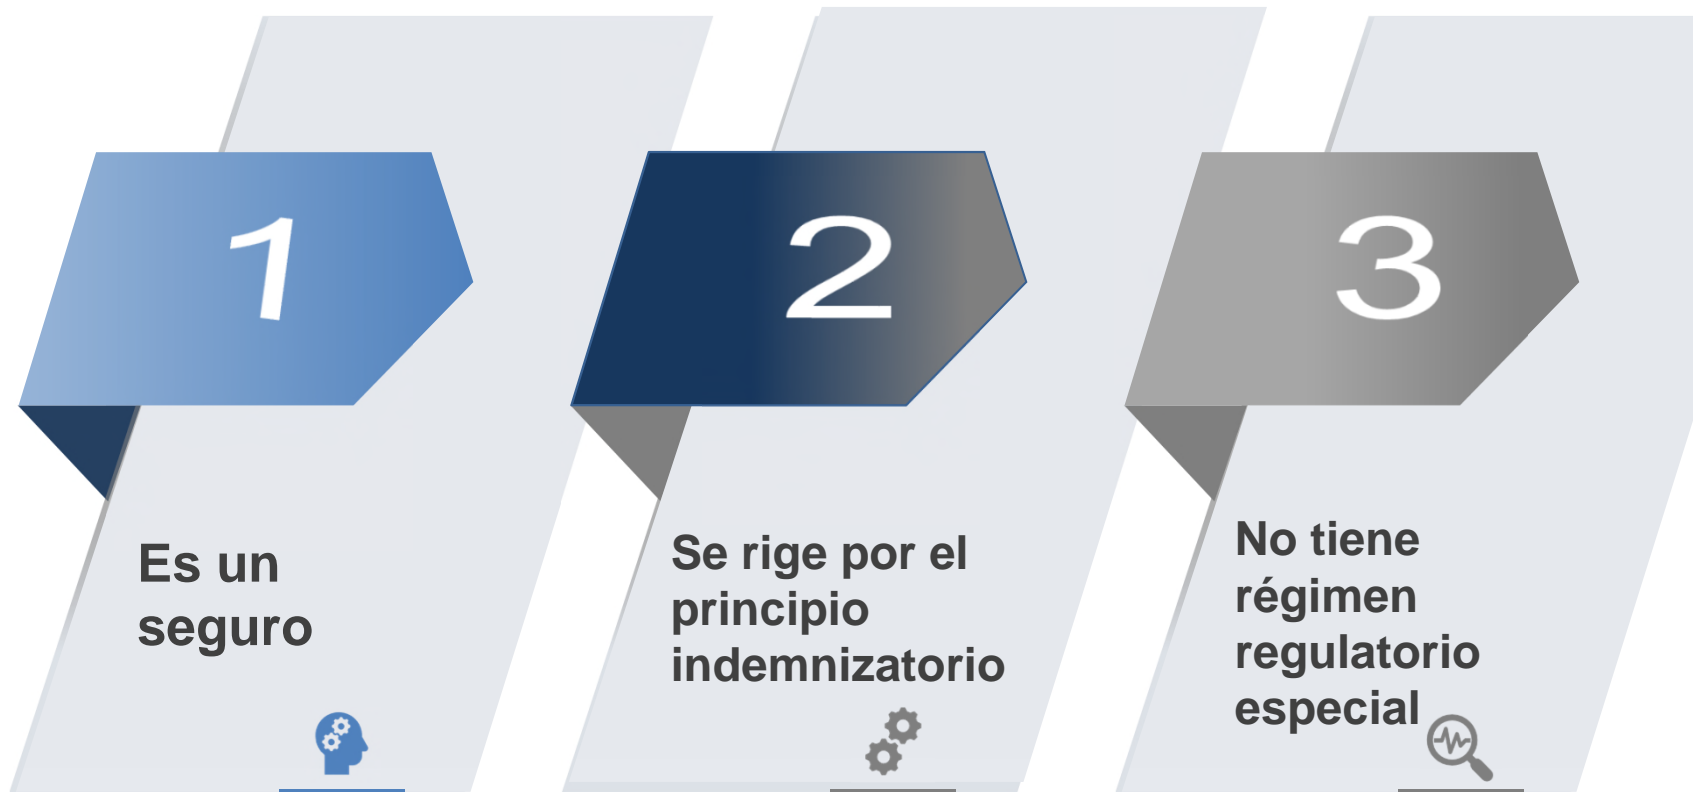 1
Es un
seguro
2
Se rige por el
principio
indemnizatorio
3
No tiene
régimen
regulatorio
especial